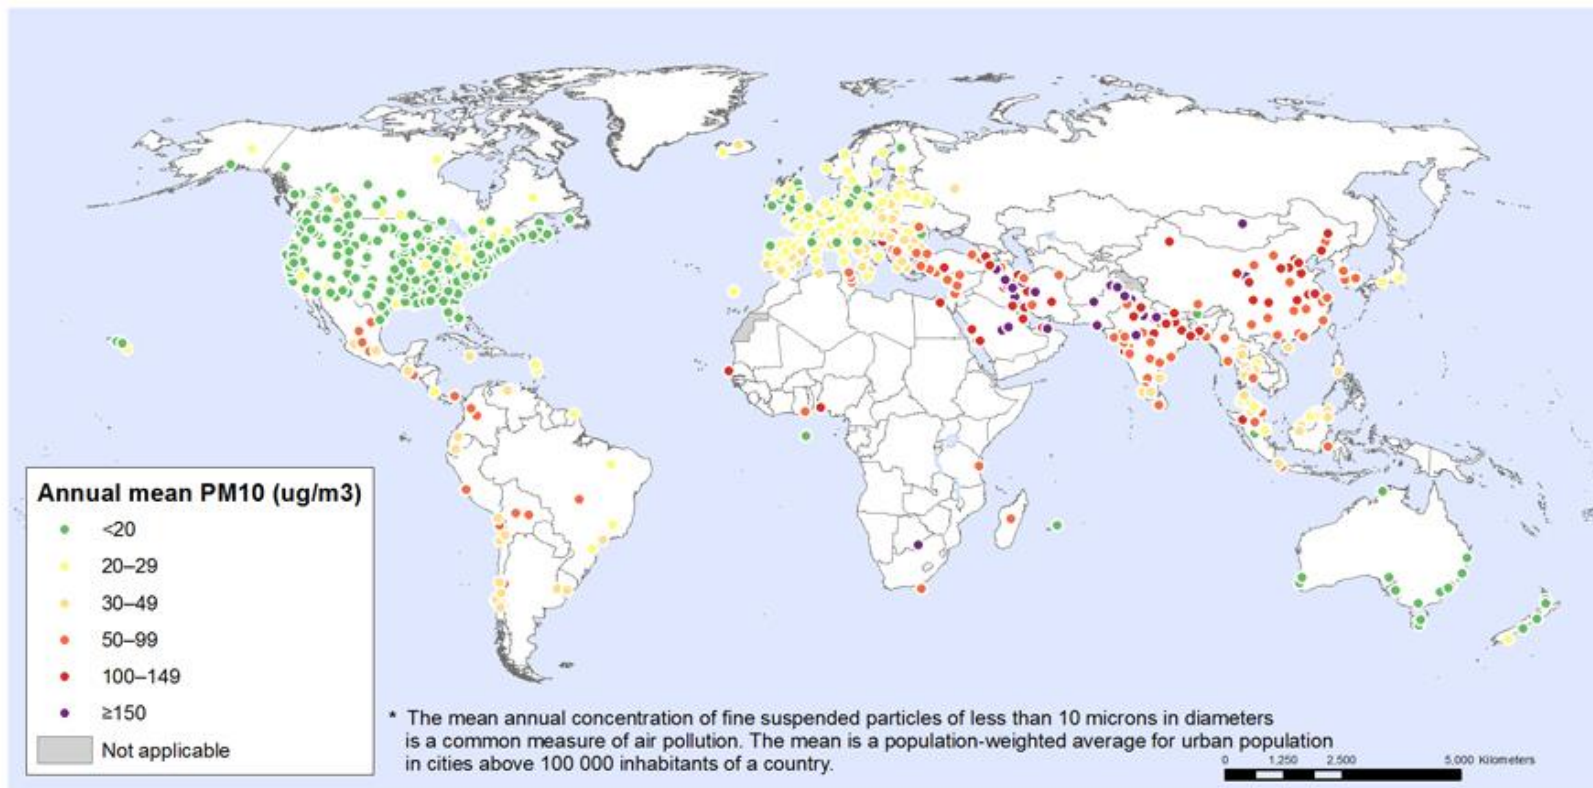 Annual mean PM10 (ug/m3)
<20
20–29
30–49
50–99
100–149
≥150
Not applicable
* The mean annual concentration of fine suspended particles of less than 10 microns in diameters
is a common measure of air pollution. The mean is a population-weighted average for urban population
in cities above 100 000 inhabitants of a country.
0 1,250 2,500 5,000 Kilometers